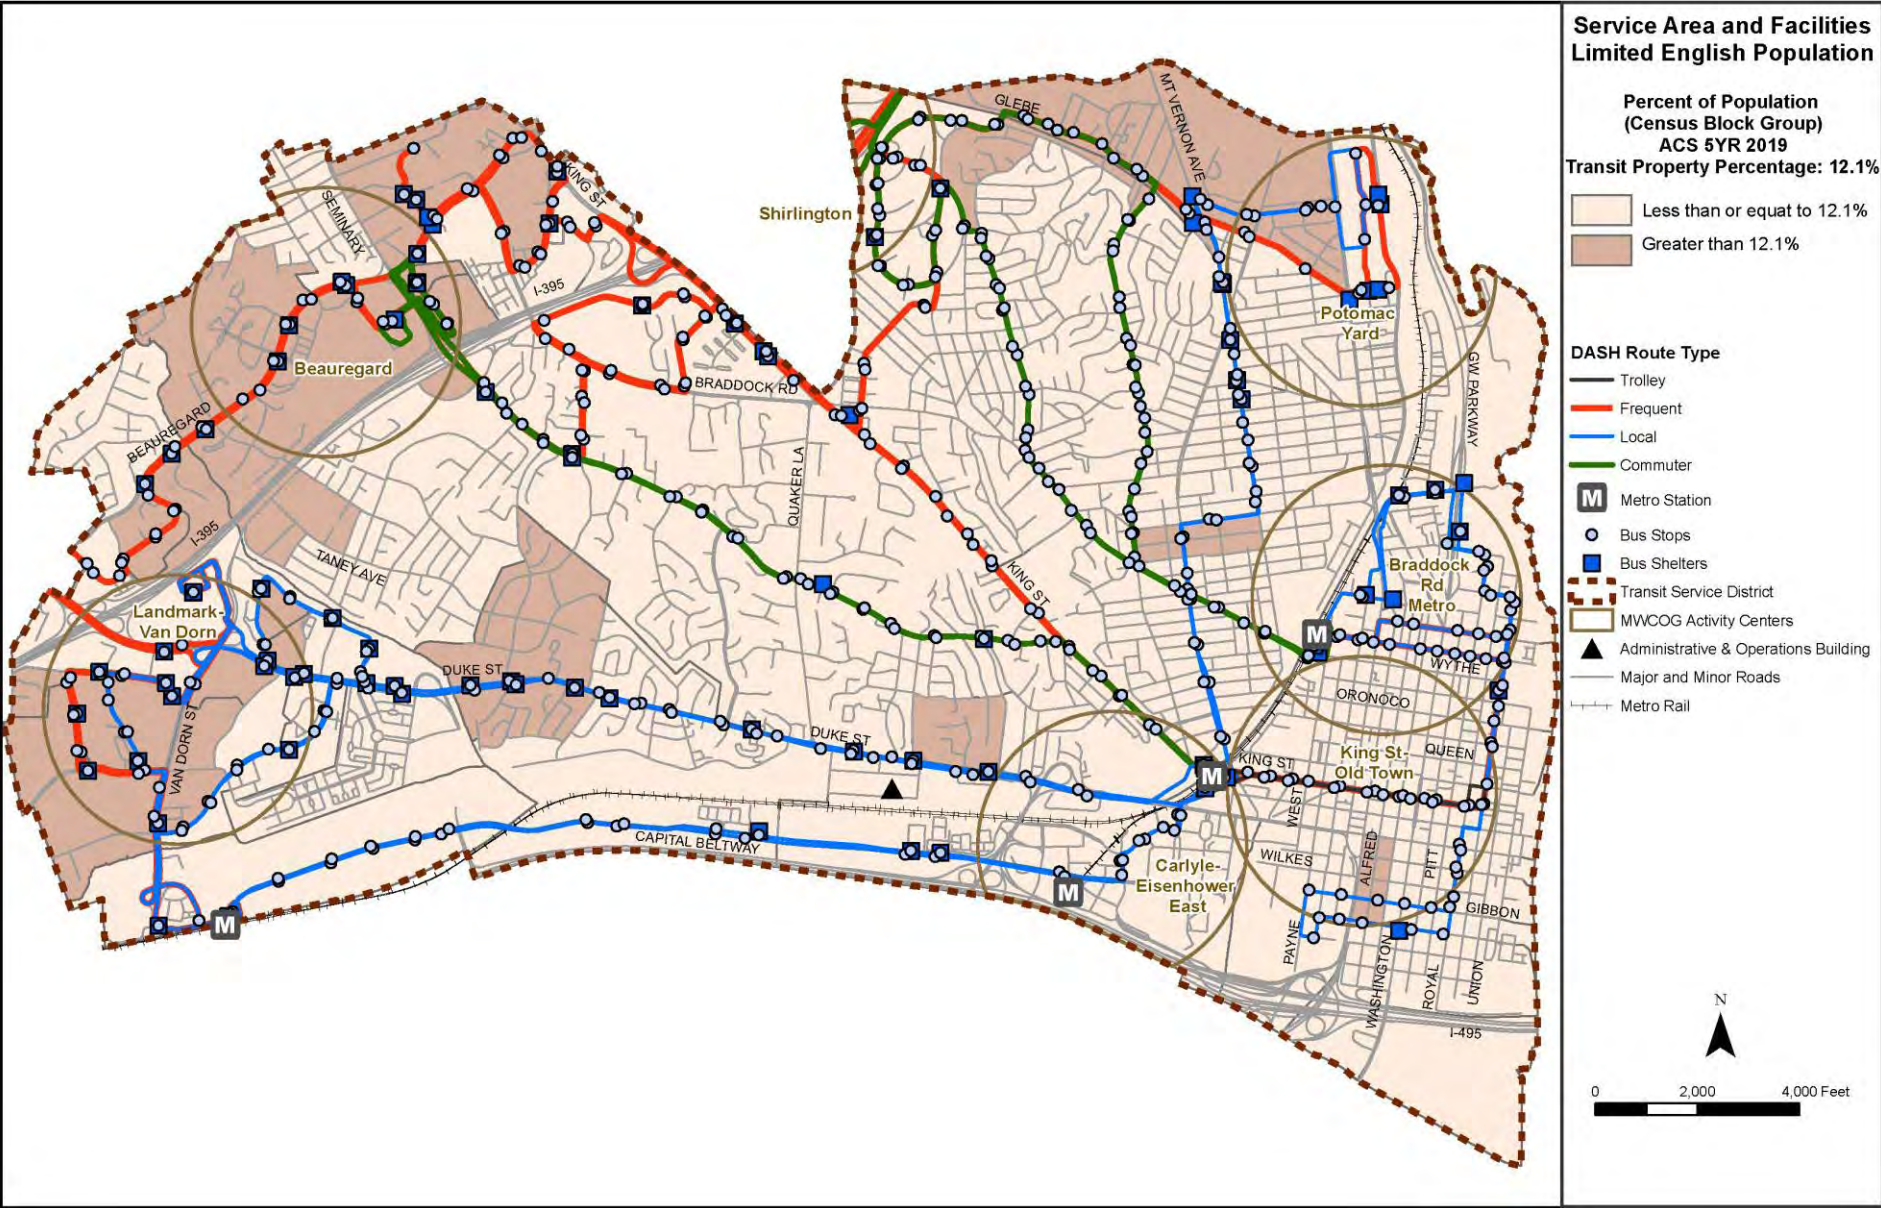 Service Area and Facilities
Limited English Population
Percent of Population
(Census Block Group)
ACS 5YR 2019
Transit Property Percentage: 12.1%
Less than or equal to 12.1%
Greater than 12.1%
DASH Route Type
Trolley
Frequent
Local
Commuter
M Metro Station
Bus Stops
Bus Shelters
Transit Service District
MWCOG Activity Centers
Administrative & Operations Building
Major and Minor Roads
Metro Rail
N
0 2,000 4,000 Feet
GLEBE
MT VERNON AVE
KING ST
SEMINARY
Shirlington
I-395
Potomac
Yard
Beauregard
BRADDOCK RD
GW PARKWAY
BEAUREGARD
QUAKER LA
I-395
TANEY AVE
KING ST
Braddock
Rd
Metro
Landmark-
Van Dorn
M
WYTHE
DUKE ST
ORONOCO
VAN DORN ST
DUKE ST
QUEEN
KING ST
King St-
Old Town
M
WEST
CAPITAL BELTWAY
WILKES
ALFRED
PITT
Carlyle-
Eisenhower
East
M
GIBBON
M
PAYNE
WASHINGTON
ROYAL
UNION
I-495